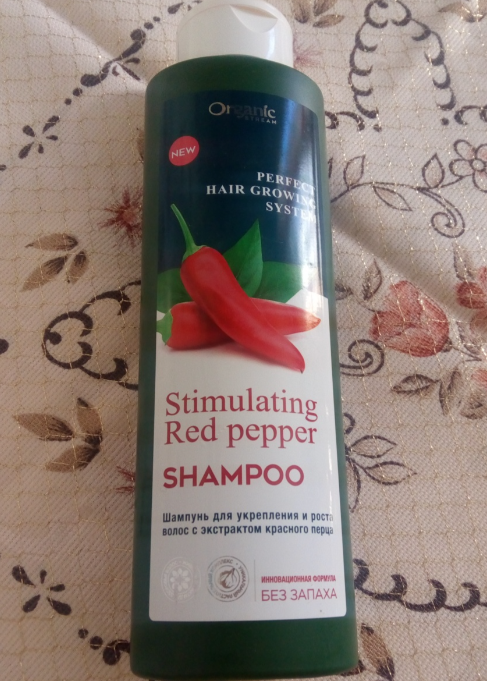 Organic
NEW
PERFECT
HAIR GROWING
SYSTEM
Stimulating
Red pepper
SHAMPOO
Шампунь для укрепления и роста
волос с экстрактом красного перца
ИННОВАЦИОННАЯ ФОРМУЛА
БЕЗ ЗАПАХА